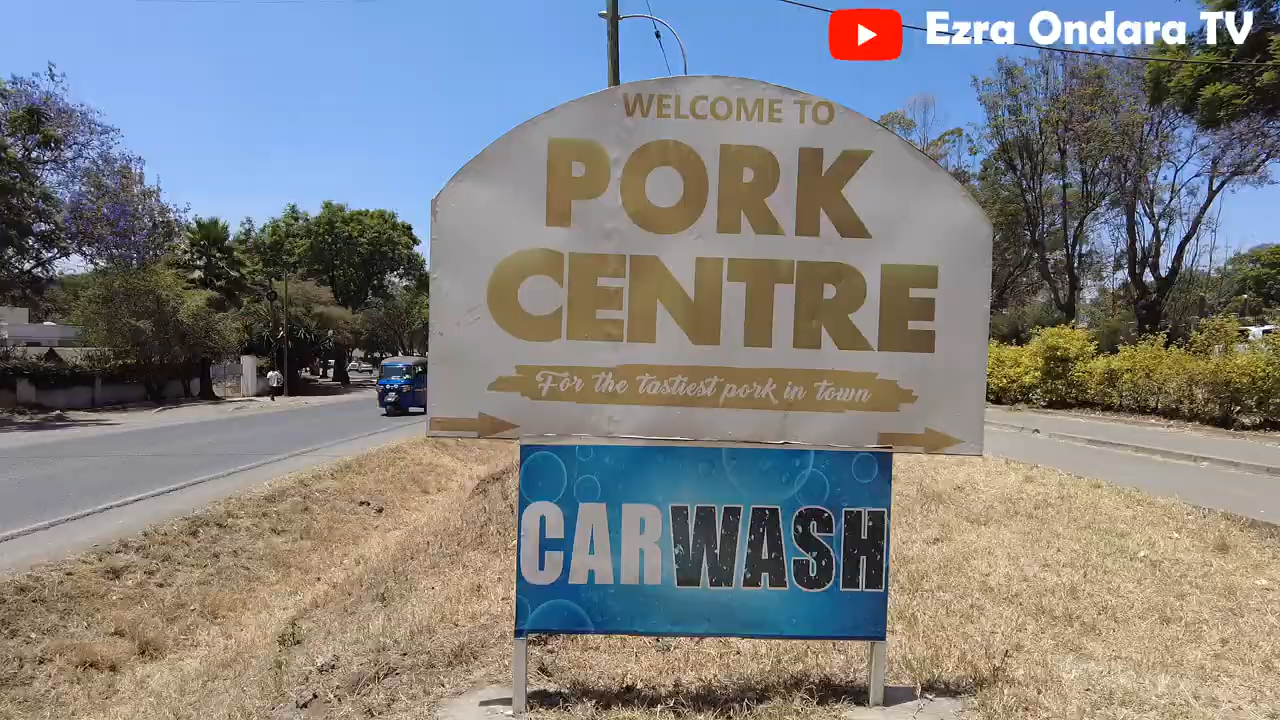 Ezra Ondara TV
WELCOME TO
PORK
CENTRE
For the tastiest pork in town
CARWASH